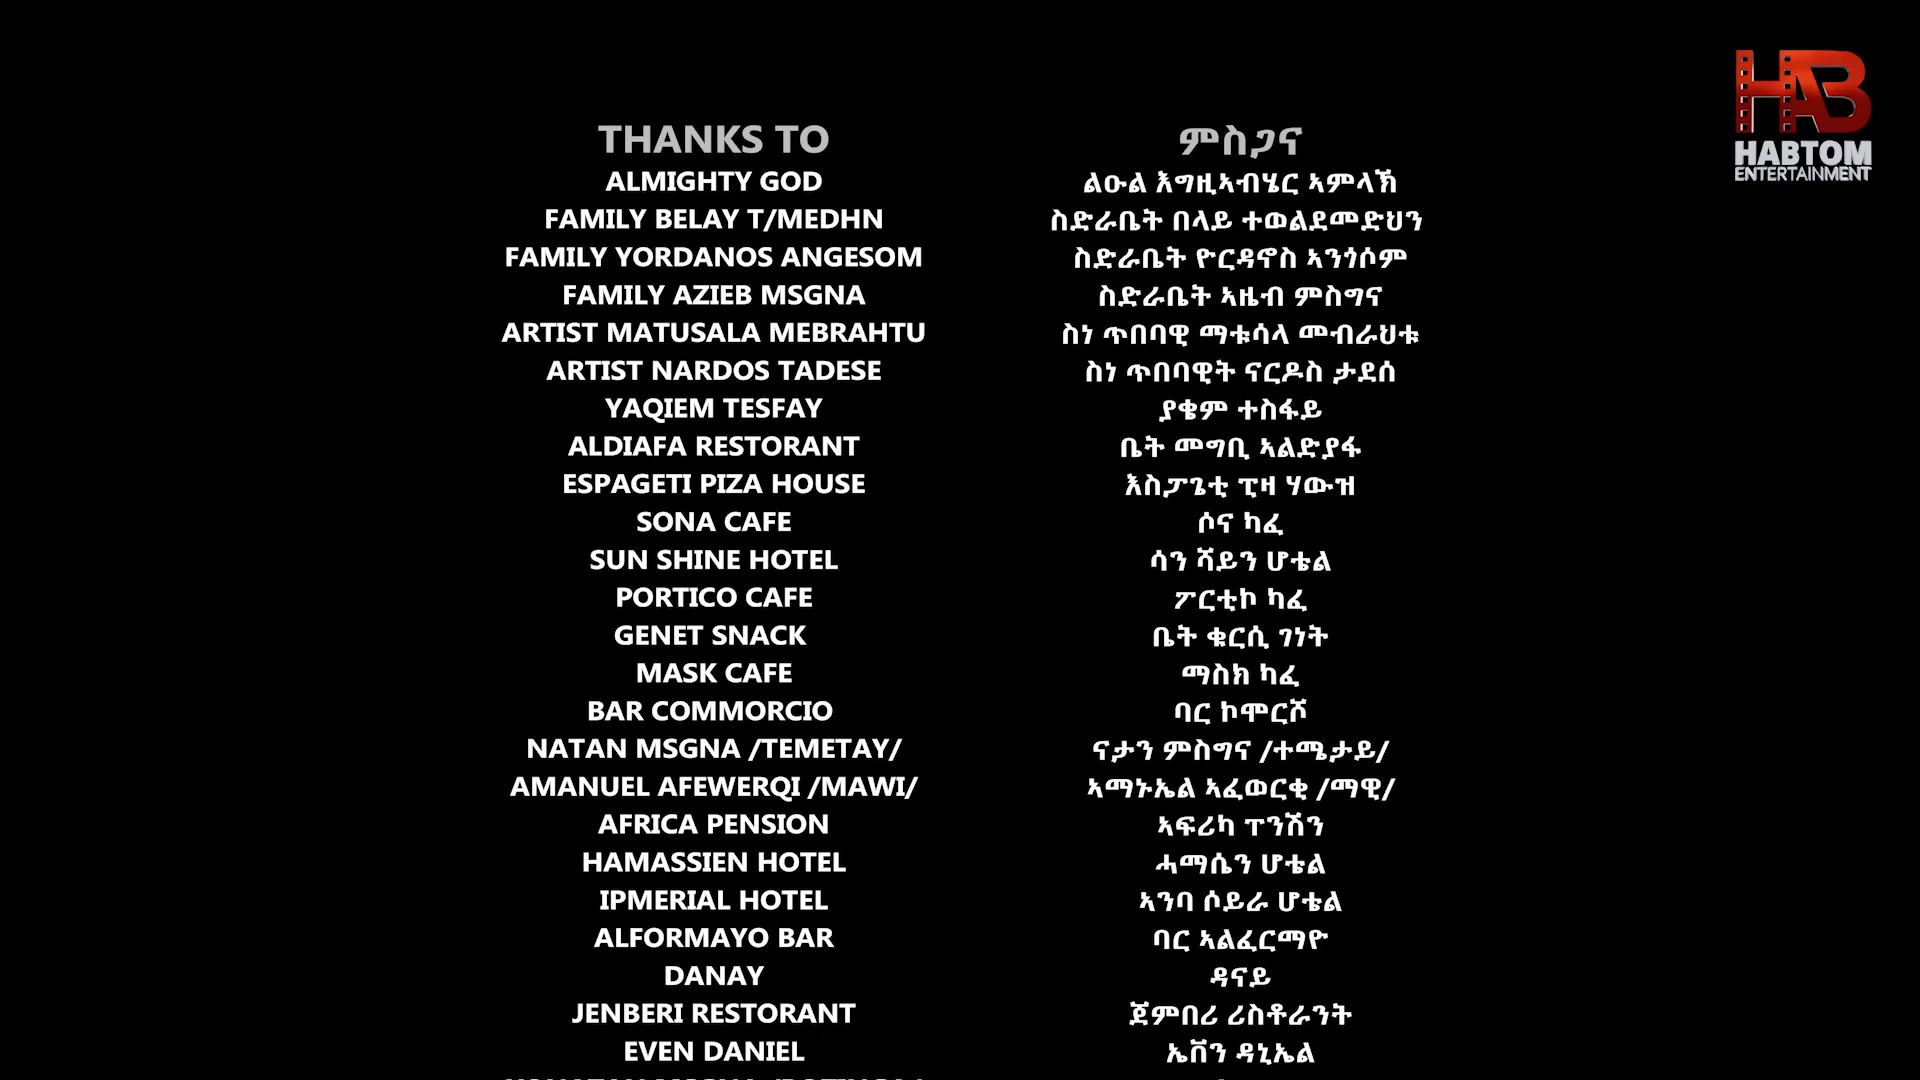 THANKS TO ምስጋና
ALMIGHTY GOD ልዑል እግዚኣብሄር ኣምላኽ
FAMILY BELAY T/MEDHN ስድራቤት በላይ ተወልደመድህን
FAMILY YORDANOS ANGESOM ስድራቤት ዮርዳኖስ ኣንጎሶም
FAMILY AZIEB MSGNA ስድራቤት ኣዜብ ምስግና
ARTIST MATUSALA MEBRAHTU ስነ ጥበባዊ ማቱሳላ መብራህቱ
ARTIST NARDOS TADESE ስነ ጥበባዊት ናርዶስ ታደሰ
YAQIEM TESFAY ያቄም ተስፋይ
ALDIAFA RESTORANT ቤት መግቢ ኣልድያፋ
ESPAGETI PIZA HOUSE እስፓጌቲ ፒዛ ሃውዝ
SONA CAFE ሶና ካፈ
SUN SHINE HOTEL ሳን ሻይን ሆቴል
PORTICO CAFE ፖርቲኮ ካፈ
GENET SNACK ቤት ቁርሲ ገነት
MASK CAFE ማስክ ካፈ
BAR COMMORCIO ባር ኮሞርሾ
NATAN MSGNA /TEMETAY/ ናታን ምስግና /ተሜታይ/
AMANUEL AFEWERQI /MAWI/ ኣማኑኤል ኣፈወርቂ /ማዊ/
AFRICA PENSION ኣፍሪካ ፐንሽን
HAMASSIEN HOTEL ሓማሴን ሆቴል
IPMERIAL HOTEL ኣንባ ሶይራ ሆቴል
ALFORMAYO BAR ባር ኣልፈርማዮ
DANAY ዳናይ
JENBERI RESTORANT ጀምበሪ ሪስቶራንት
EVEN DANIEL ኤቨን ዳኒኤል
HAB
HABTOM
ENTERTAINMENT